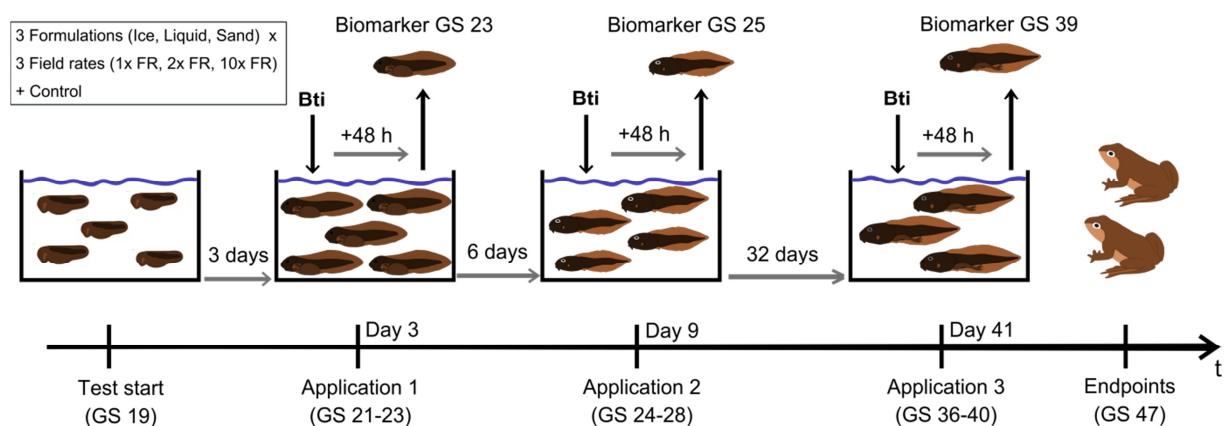 3 Formulations (Ice, Liquid, Sand) x
3 Field rates (1x FR, 2x FR, 10x FR)
+ Control
Biomarker GS 23
Biomarker GS 25
Biomarker GS 39
Bti
+48 h
Bti
+48 h
Bti
+48 h
3 days
6 days
32 days
Day 3
Day 9
Day 41
t
Test start
(GS 19)
Application 1
(GS 21-23)
Application 2
(GS 24-28)
Application 3
(GS 36-40)
Endpoints
(GS 47)